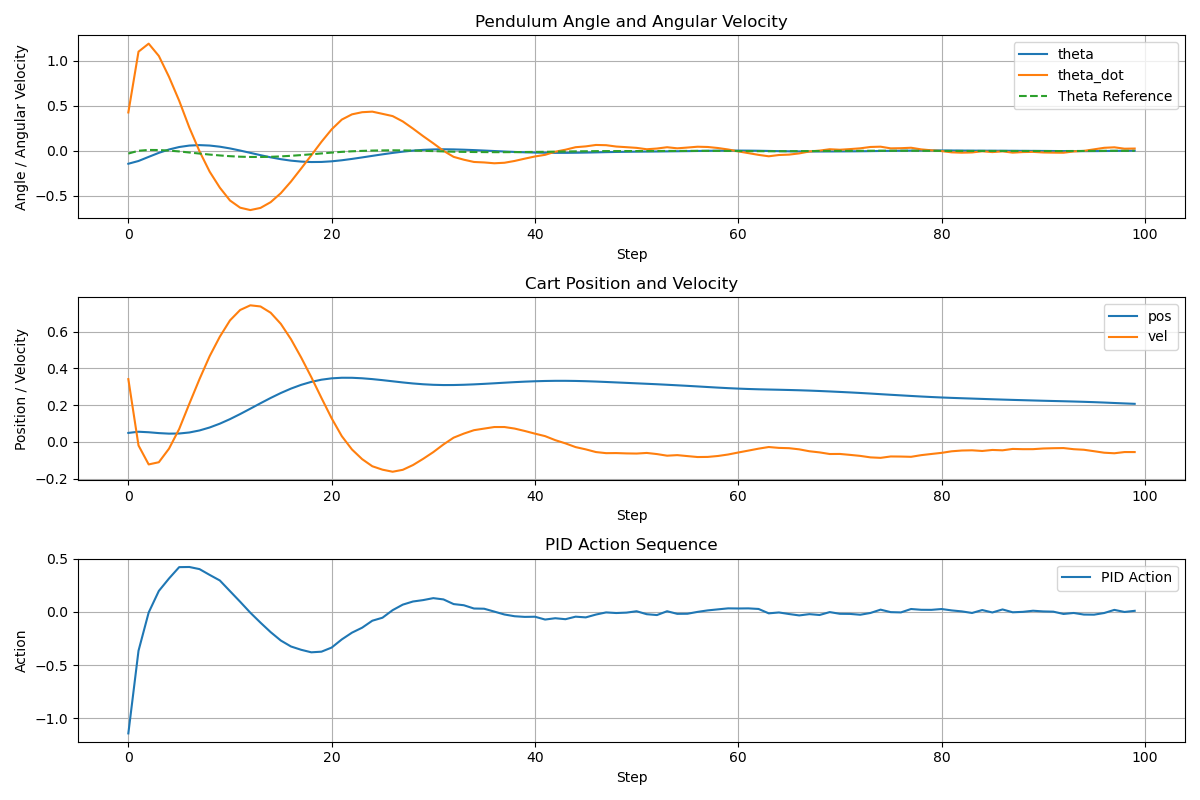 Pendulum Angle and Angular Velocity
Angle / Angular Velocity
1.0
0.5
0.0
−0.5
theta
theta_dot
Theta Reference
0 20 40 60 80 100
Step
Cart Position and Velocity
Position / Velocity
0.6
0.4
0.2
0.0
−0.2
pos
vel
0 20 40 60 80 100
Step
PID Action Sequence
Action
0.5
0.0
−0.5
−1.0
PID Action
0 20 40 60 80 100
Step